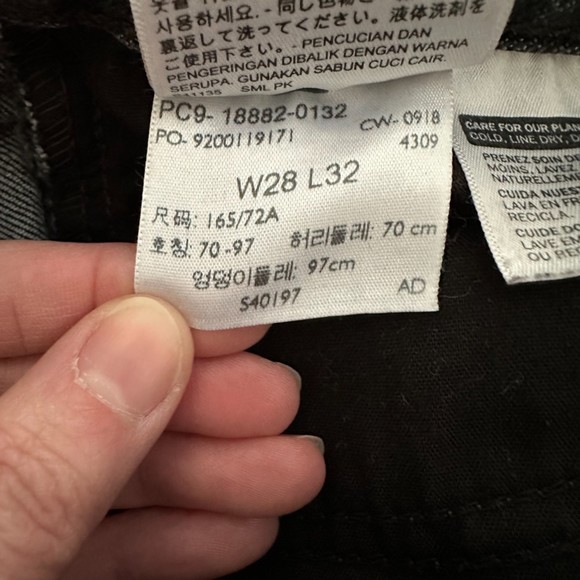 사용하세요. 同じ色物
裏返して洗ってください。液体洗剤を
ご使用下さい。- PENCUCIAN DAN
PENGERINGAN DIBALIK DENGAN WARNA
SERUPA. GUNAKAN SABUN CUCI CAIR.
SML PK
PC9- 18882-0132
CW- 0918
PO- 9200119171
4309
W28 L32
尺码: 165/72A
호칭: 70-97 허리둘레: 70 cm
엉덩이둘레: 97cm
S40197
AD
CARE FOR OUR PLAN
COLD, LINE DRY, D
PRENEZ SOIN DE
MOINS, LAVEZ
NATURELLEMEN
CUIDA NUES
LAVA EN FR
RECICLA.
CUIDE DO
LAVE EM
OU RE